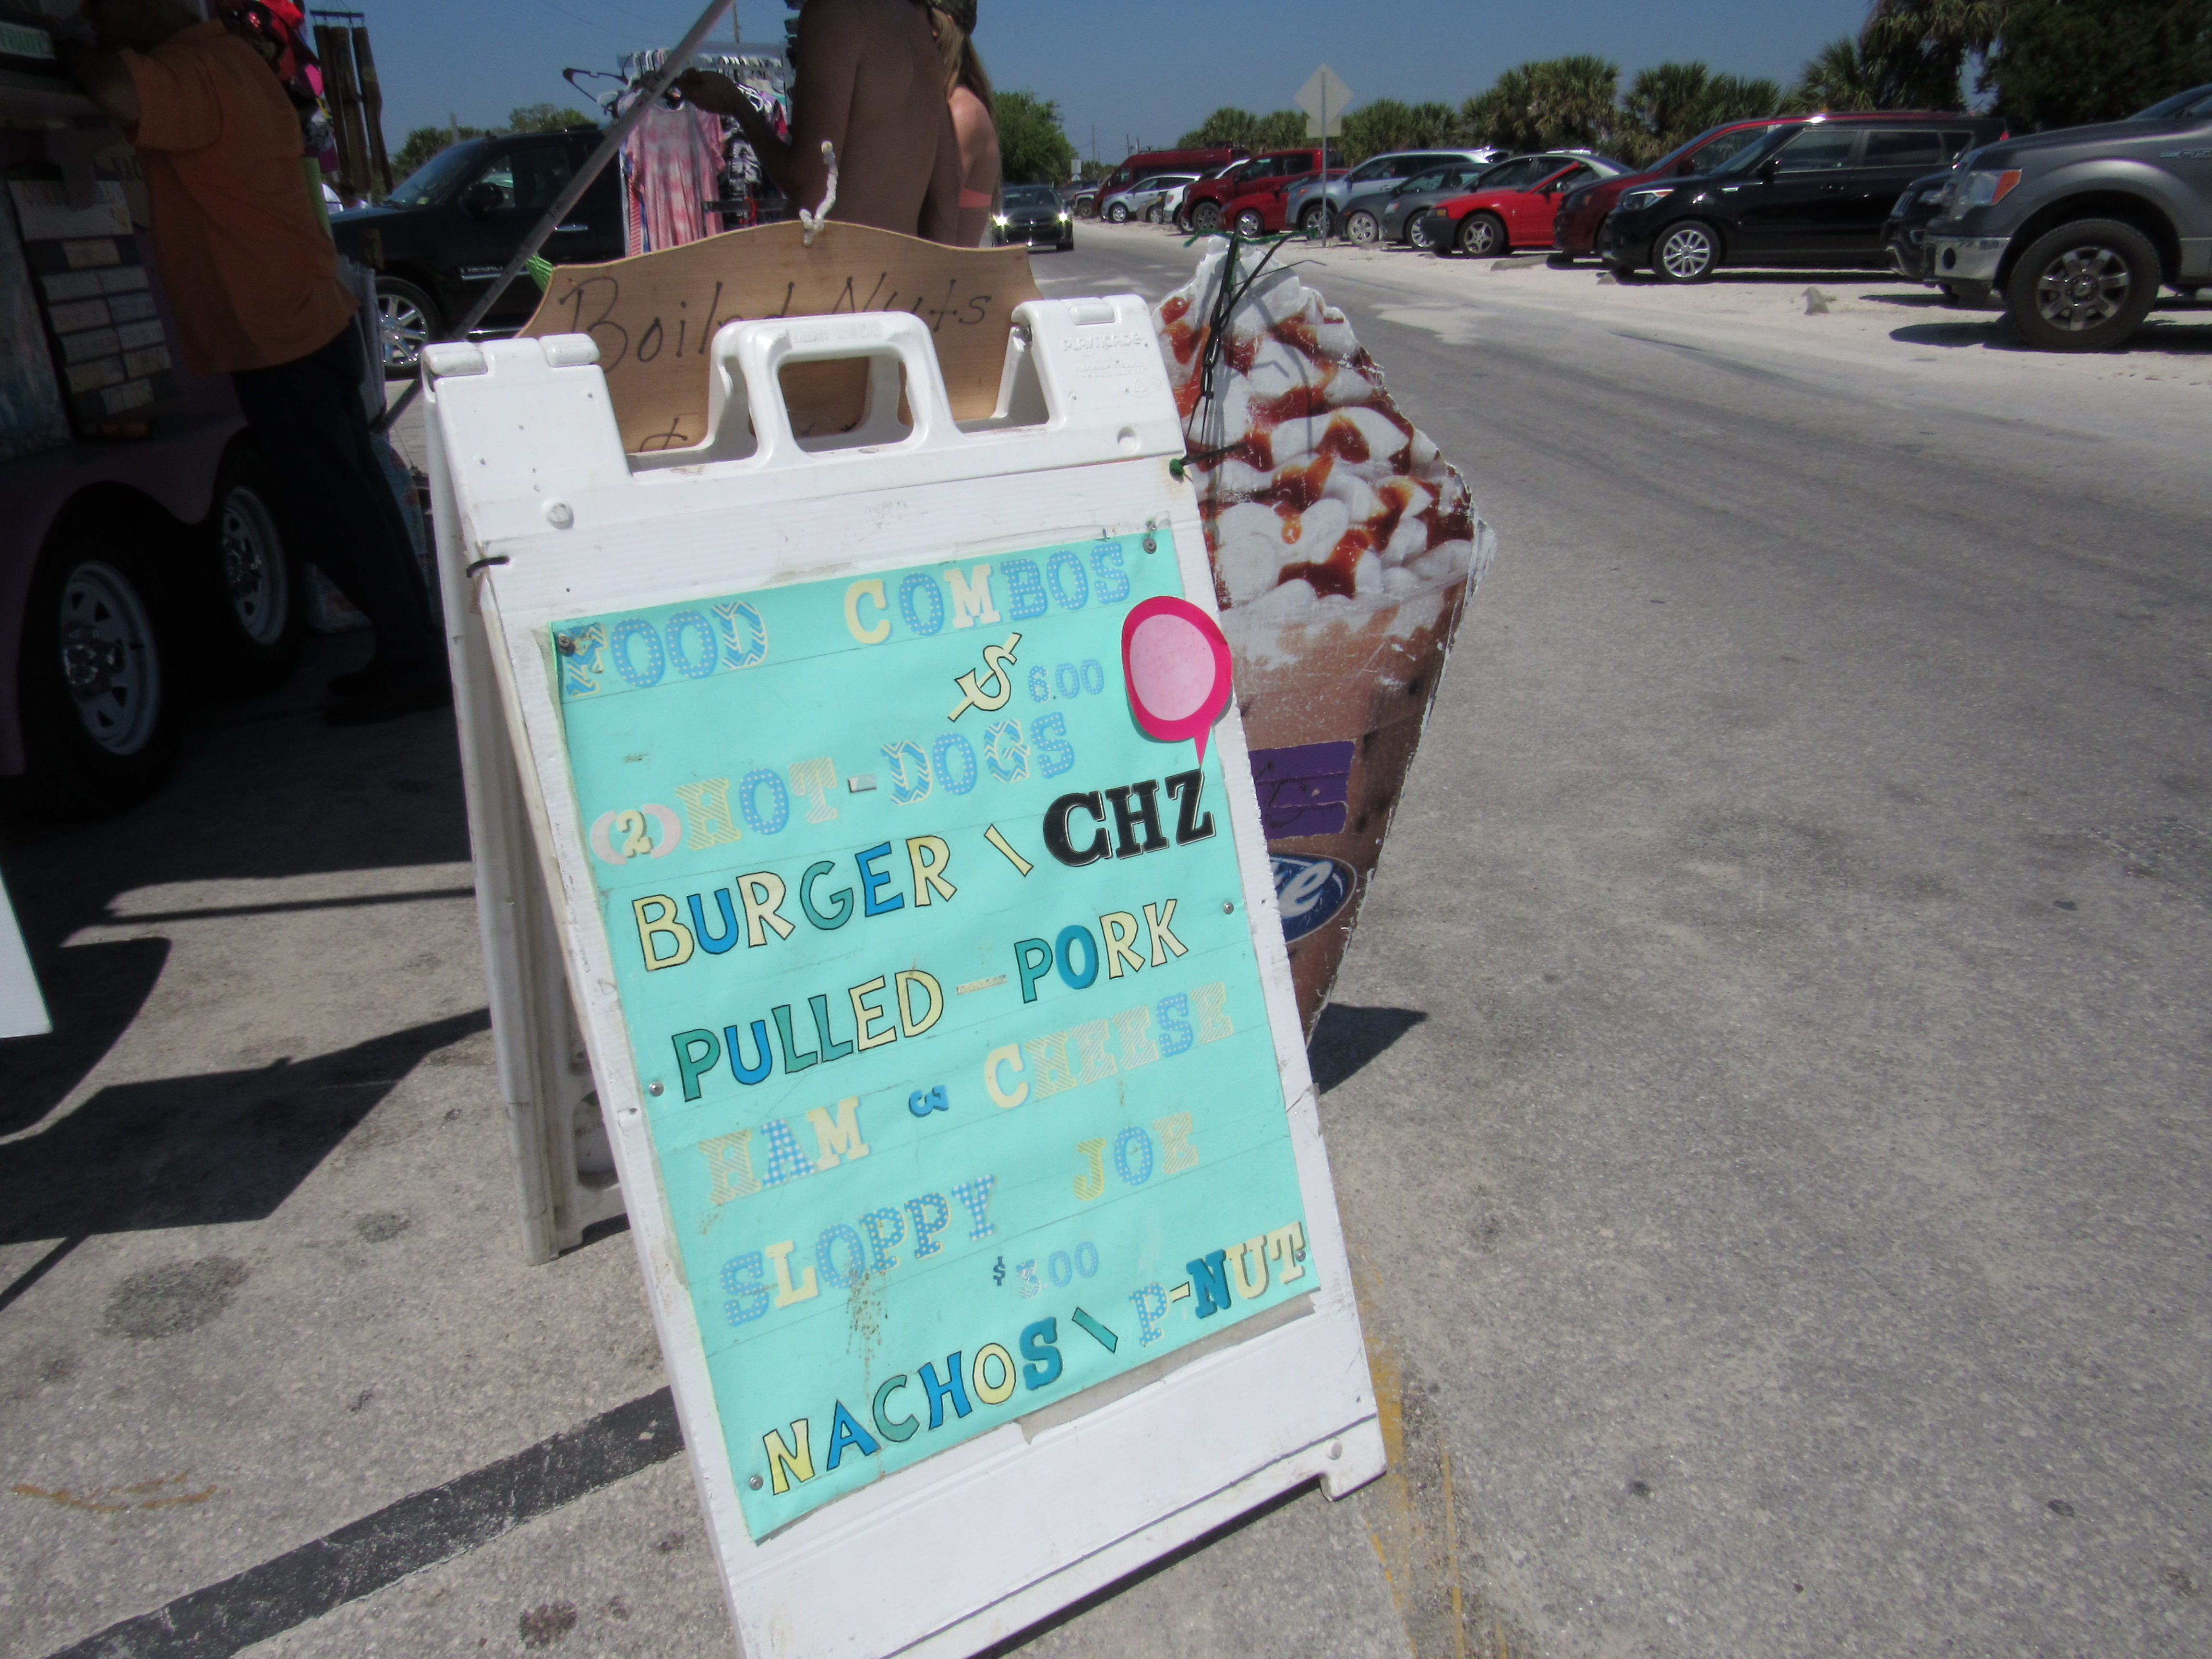 Boiled Nuts
FOOD COMBOS
$ 6.00
(2) HOT-DOGS
BURGER \ CHZ
PULLED - PORK
HAM & CHEESE
SLOPPY JOE
$3.00
NACHOS \ P-NUT